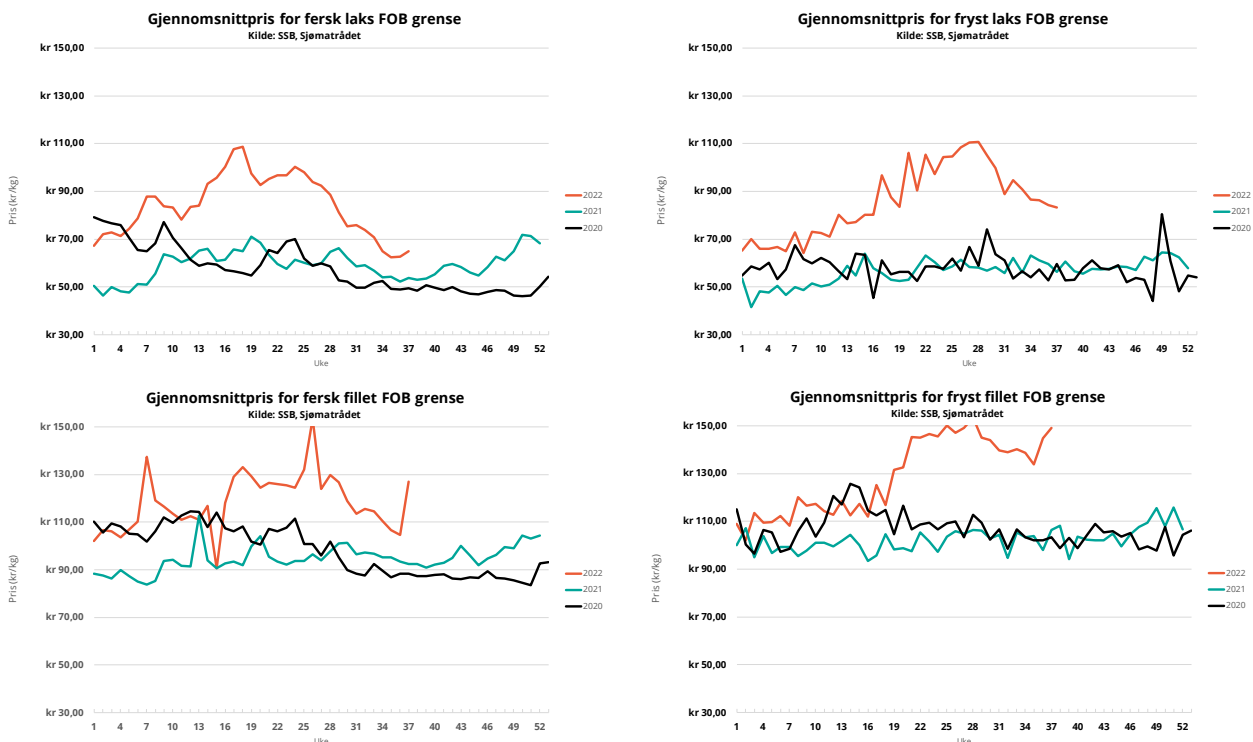 Gjennomsnittpris for fersk laks FOB grense
Kilde: SSB, Sjømatrådet
kr 150,00
kr 130,00
kr 110,00
kr 90,00
kr 70,00
kr 50,00
kr 30,00
Pris (kr/kg)
1 4 7 10 13 16 19 22 25 28 31 34 37 40 43 46 49 52
Uke
2022
2021
2020
Gjennomsnittpris for fryst laks FOB grense
Kilde: SSB, Sjømatrådet
kr 150,00
kr 130,00
kr 110,00
kr 90,00
kr 70,00
kr 50,00
kr 30,00
Pris (kr/kg)
1 4 7 10 13 16 19 22 25 28 31 34 37 40 43 46 49 52
Uke
2022
2021
2020
Gjennomsnittpris for fersk fillet FOB grense
Kilde: SSB, Sjømatrådet
kr 150,00
kr 130,00
kr 110,00
kr 90,00
kr 70,00
kr 50,00
kr 30,00
Pris (kr/kg)
1 4 7 10 13 16 19 22 25 28 31 34 37 40 43 46 49 52
Uke
2022
2021
2020
Gjennomsnittpris for fryst fillet FOB grense
Kilde: SSB, Sjømatrådet
kr 150,00
kr 130,00
kr 110,00
kr 90,00
kr 70,00
kr 50,00
kr 30,00
Pris (kr/kg)
1 4 7 10 13 16 19 22 25 28 31 34 37 40 43 46 49 52
Uke
2022
2021
2020